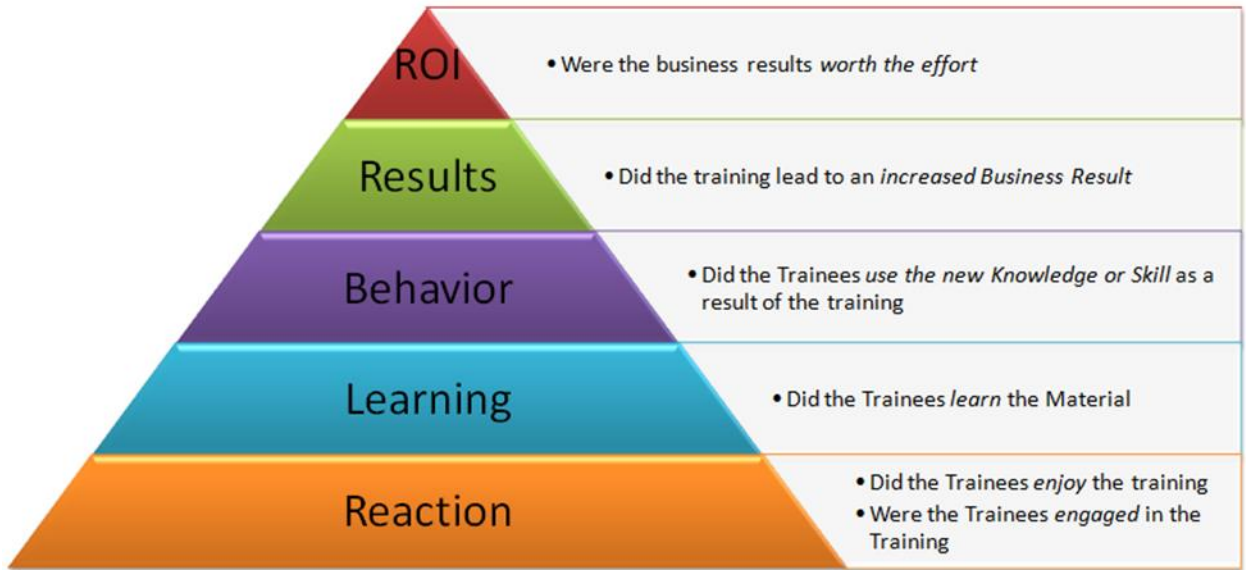 ROI
• Were the business results worth the effort
Results
• Did the training lead to an increased Business Result
Behavior
• Did the Trainees use the new Knowledge or Skill as a
result of the training
Learning
• Did the Trainees learn the Material
Reaction
• Did the Trainees enjoy the training
• Were the Trainees engaged in the
Training